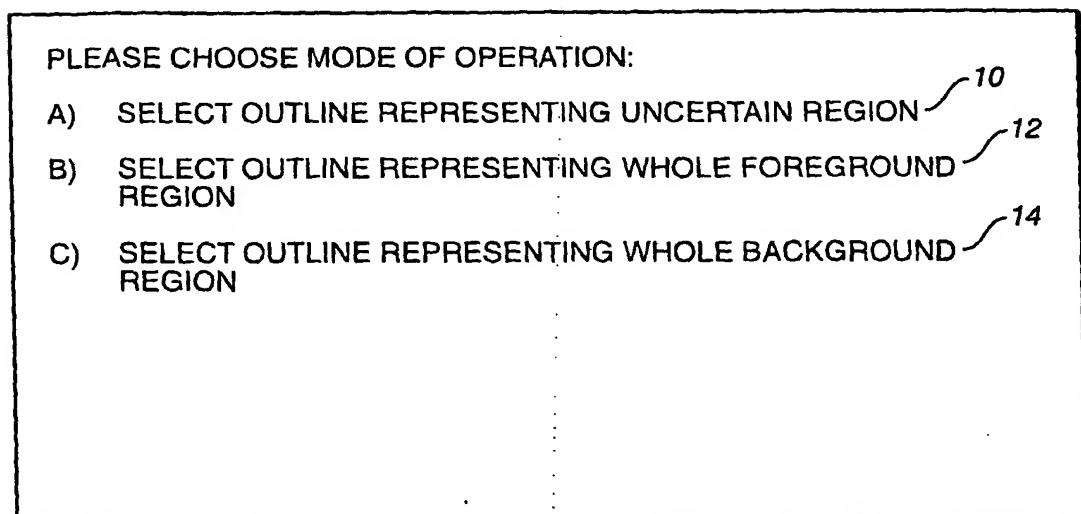 PLEASE CHOOSE MODE OF OPERATION:
A) SELECT OUTLINE REPRESENTING UNCERTAIN REGION 10
B) SELECT OUTLINE REPRESENTING WHOLE FOREGROUND 12
REGION
C) SELECT OUTLINE REPRESENTING WHOLE BACKGROUND 14
REGION